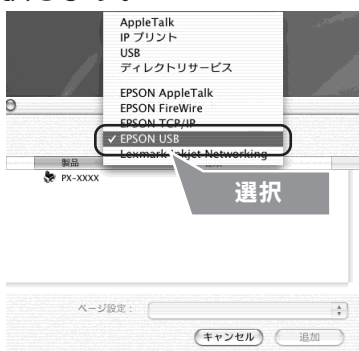 AppleTalk
IP プリント
USB
ディレクトリサービス
EPSON AppleTalk
EPSON FireWire
EPSON TCP/IP
✓ EPSON USB
Lexmark Inkjet Networking
製品
PX-XXXX
選択
ページ設定：
キャンセル
追加